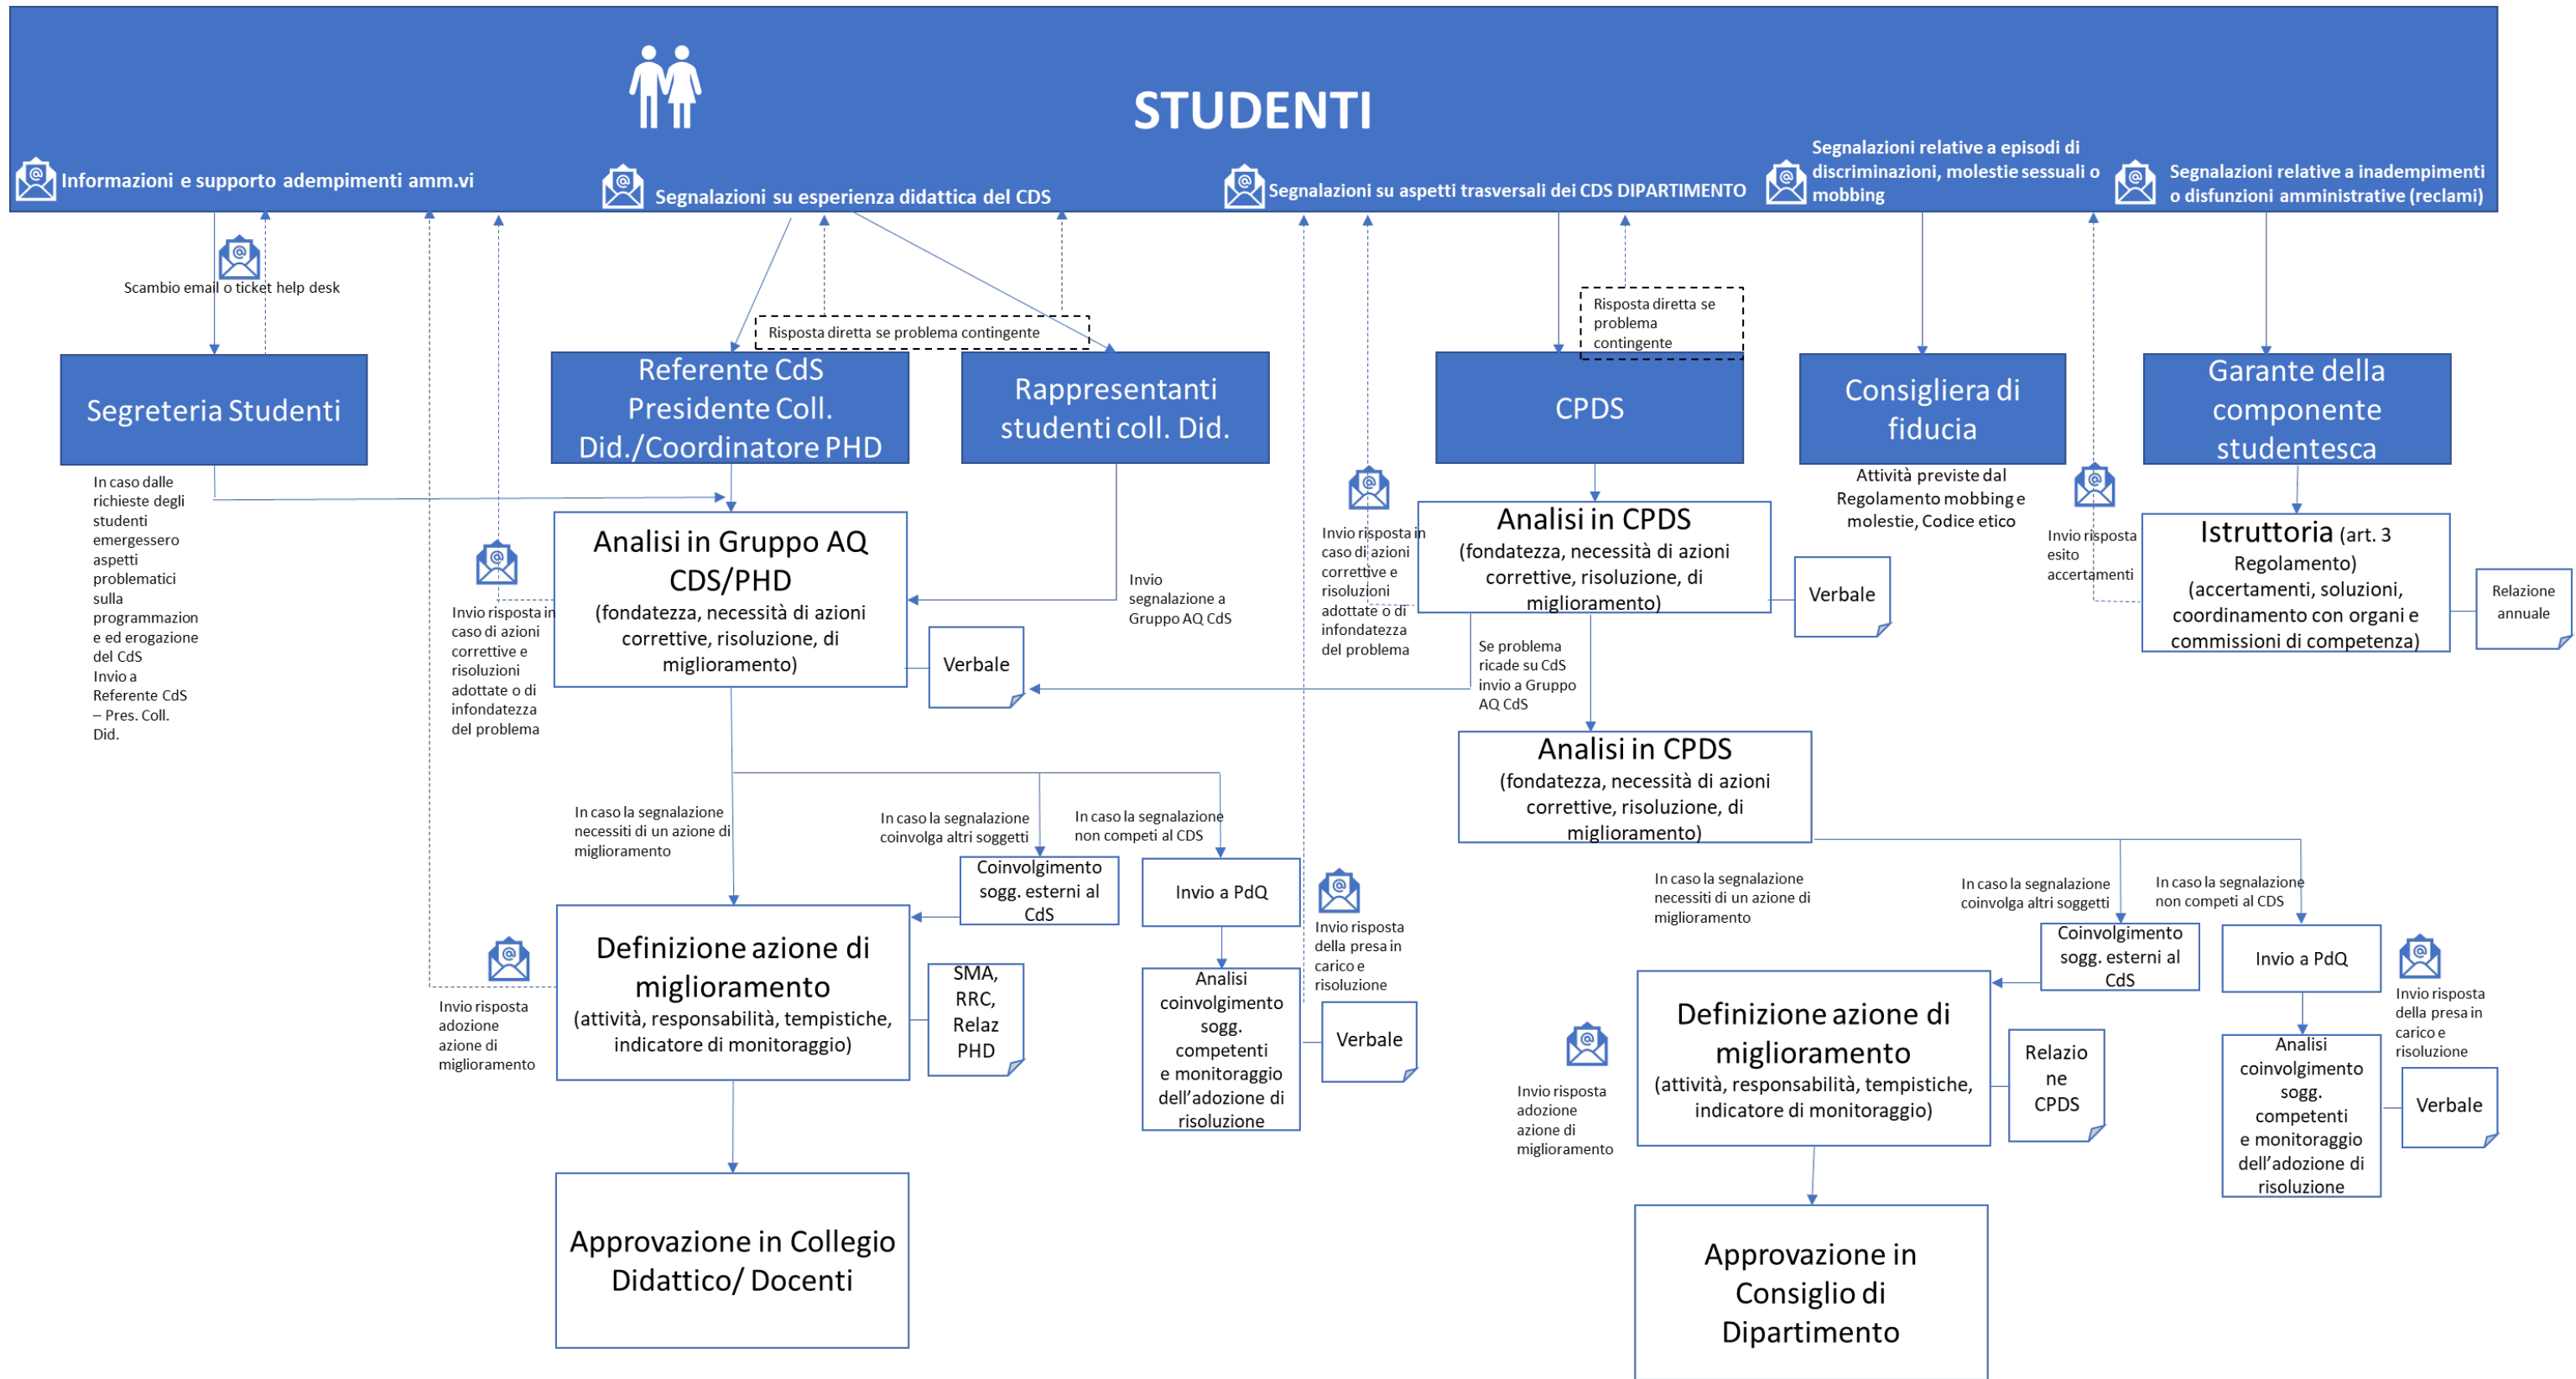 STUDENTI
Informazioni e supporto adempimenti amm.vi
Segnalazioni su esperienza didattica del CDS
Segnalazioni su aspetti trasversali dei CDS DIPARTIMENTO
Segnalazioni relative a episodi di
discriminazioni, molestie sessuali o
mobbing
Segnalazioni relative a inadempimenti
o disfunzioni amministrative (reclami)
Scambio email o ticket help desk
Risposta diretta se problema contingente
Risposta diretta se
problema
contingente
Segreteria Studenti
Referente CdS
Presidente Coll.
Did./Coordinatore PHD
Rappresentanti
studenti coll. Did.
CPDS
Consigliera di
fiducia
Garante della
componente
studentesca
In caso dalle
richieste degli
studenti
emergessero
aspetti
problematici
sulla
programmazion
e ed erogazione
del CdS
Invio a
Referente CdS
– Pres. Coll.
Did.
Invio risposta in
caso di azioni
correttive e
risoluzioni
adottate o di
infondatezza
del problema
Analisi in Gruppo AQ
CDS/PHD
(fondatezza, necessità di azioni
correttive, risoluzione, di
miglioramento)
Verbale
Invio
segnalazione a
Gruppo AQ CdS
Invio risposta in
caso di azioni
correttive e
risoluzioni
adottate o di
infondatezza
del problema
Analisi in CPDS
(fondatezza, necessità di azioni
correttive, risoluzione, di
miglioramento)
Verbale
Se problema
ricade su CdS
invio a Gruppo
AQ CdS
Attività previste dal
Regolamento mobbing e
molestie, Codice etico
Invio risposta
esito
accertamenti
Istruttoria (art. 3
Regolamento)
(accertamenti, soluzioni,
coordinamento con organi e
commissioni di competenza)
Relazione
annuale
Analisi in CPDS
(fondatezza, necessità di azioni
correttive, risoluzione, di
miglioramento)
In caso la segnalazione
necessiti di un azione di
miglioramento
In caso la segnalazione
coinvolga altri soggetti
In caso la segnalazione
non competi al CDS
Coinvolgimento
sogg. esterni al
CdS
Invio a PdQ
Invio risposta
della presa in
carico e
risoluzione
Invio risposta
adozione
azione di
miglioramento
Definizione azione di
miglioramento
(attività, responsabilità, tempistiche,
indicatore di monitoraggio)
SMA,
RRC,
Relaz
PHD
Analisi
coinvolgimento
sogg.
competenti
e monitoraggio
dell’adozione di
risoluzione
Verbale
Approvazione in Collegio
Didattico/ Docenti
In caso la segnalazione
necessiti di un azione di
miglioramento
In caso la segnalazione
coinvolga altri soggetti
In caso la segnalazione
non competi al CDS
Coinvolgimento
sogg. esterni al
CdS
Invio a PdQ
Invio risposta
della presa in
carico e
risoluzione
Invio risposta
adozione
azione di
miglioramento
Definizione azione di
miglioramento
(attività, responsabilità, tempistiche,
indicatore di monitoraggio)
Relazio
ne
CPDS
Analisi
coinvolgimento
sogg.
competenti
e monitoraggio
dell’adozione di
risoluzione
Verbale
Approvazione in
Consiglio di
Dipartimento